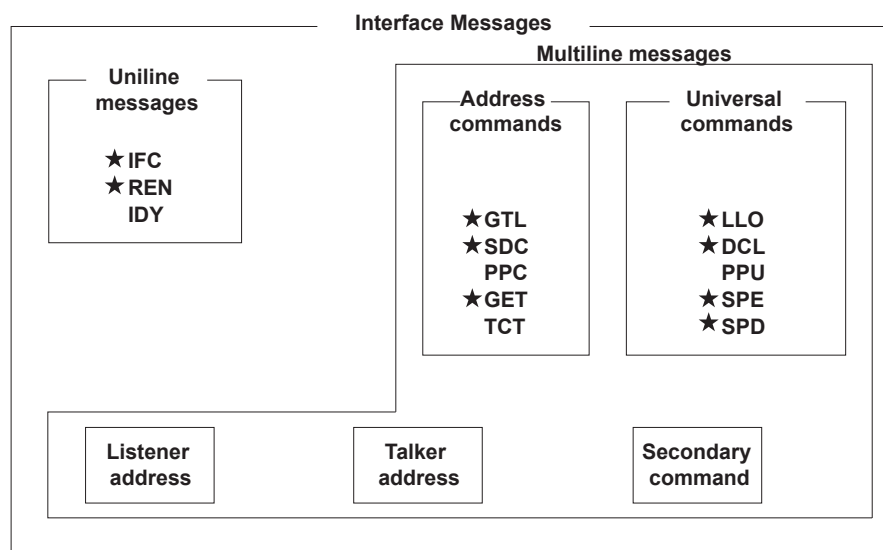 Interface Messages
Multiline messages
Uniline
messages
★IFC
★REN
IDY
Address
commands
★GTL
★SDC
PPC
★GET
TCT
Universal
commands
★LLO
★DCL
PPU
★SPE
★SPD
Listener
address
Talker
address
Secondary
command